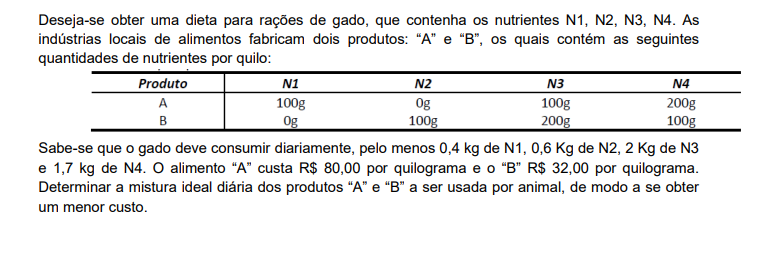 Deseja-se obter uma dieta para rações de gado, que contenha os nutrientes N1, N2, N3, N4. As
indústrias locais de alimentos fabricam dois produtos: “A” e “B”, os quais contém as seguintes
quantidades de nutrientes por quilo:
Produto N1 N2 N3 N4
A 100g 0g 100g 200g
B 0g 100g 200g 100g
Sabe-se que o gado deve consumir diariamente, pelo menos 0,4 kg de N1, 0,6 Kg de N2, 2 Kg de N3
e 1,7 kg de N4. O alimento “A” custa R$ 80,00 por quilograma e o “B” R$ 32,00 por quilograma.
Determinar a mistura ideal diária dos produtos “A” e “B” a ser usada por animal, de modo a se obter
um menor custo.